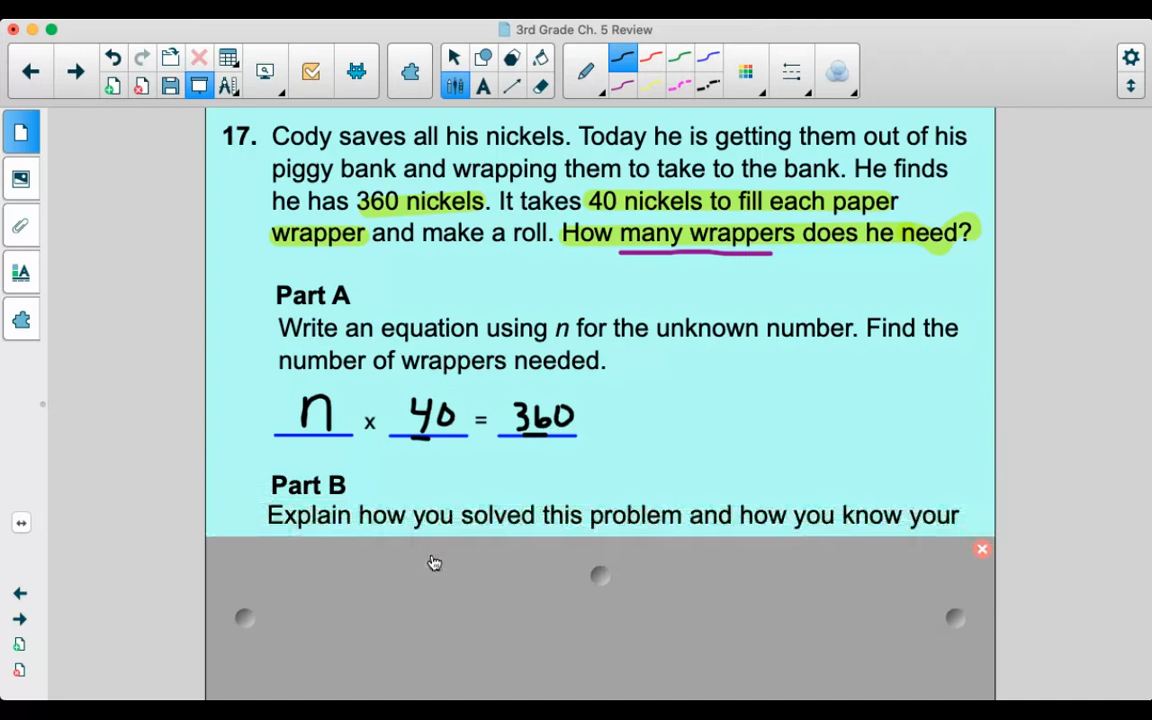 3rd Grade Ch. 5 Review
17. Cody saves all his nickels. Today he is getting them out of his
piggy bank and wrapping them to take to the bank. He finds
he has 360 nickels. It takes 40 nickels to fill each paper
wrapper and make a roll. How many wrappers does he need?
Part A
Write an equation using n for the unknown number. Find the
number of wrappers needed.
n x 40 = 360
Part B
Explain how you solved this problem and how you know your